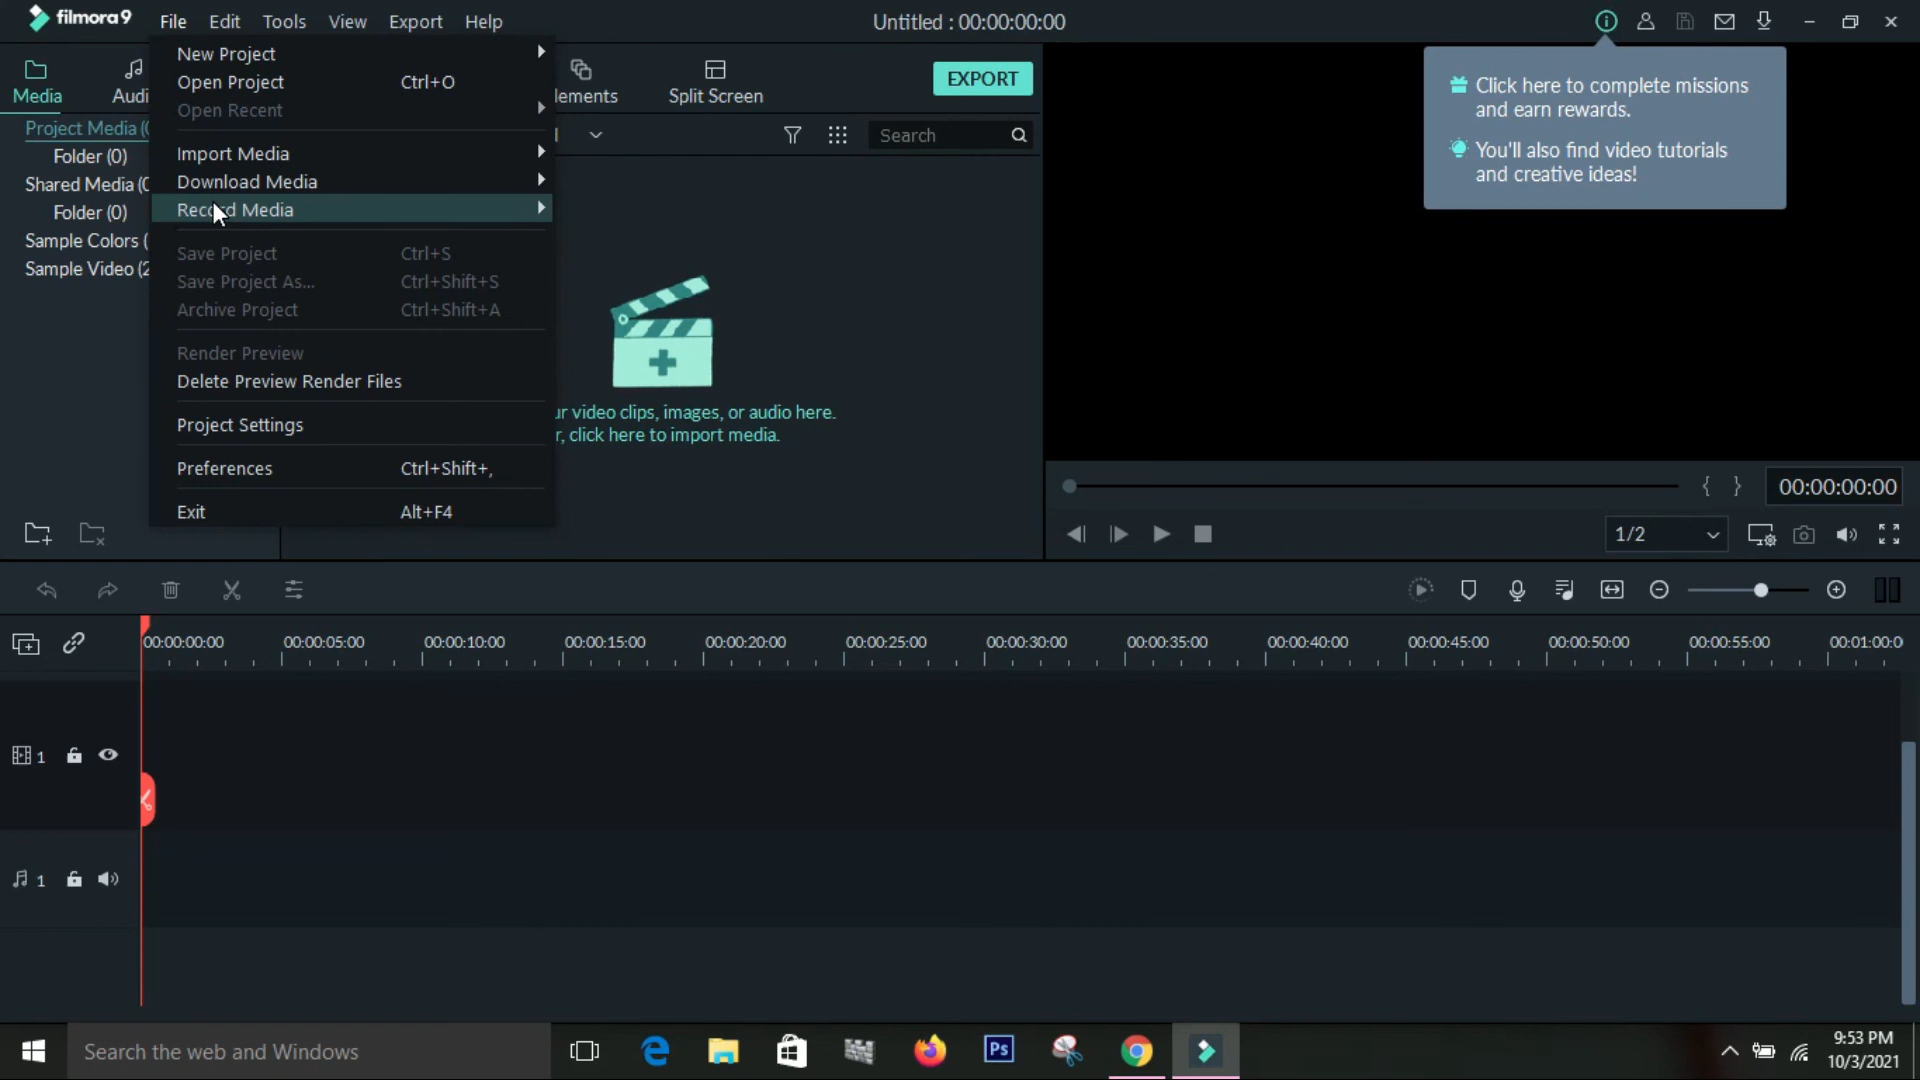 filmora9
File Edit Tools View Export Help
Untitled : 00:00:00:00
Media
Audi
lements
Split Screen
EXPORT
New Project
Open Project Ctrl+O
Open Recent
Import Media
Download Media
Record Media
Save Project Ctrl+S
Save Project As... Ctrl+Shift+S
Archive Project Ctrl+Shift+A
Render Preview
Delete Preview Render Files
Project Settings
Preferences Ctrl+Shift+,
Exit Alt+F4
Project Media (
Folder (0)
Shared Media (
Folder (0)
Sample Colors (
Sample Video (2
Search
ur video clips, images, or audio here.
r, click here to import media.
Click here to complete missions
and earn rewards.
You'll also find video tutorials
and creative ideas!
{ } 00:00:00:00
1/2
00:00:00:00 00:00:05:00 00:00:10:00 00:00:15:00 00:00:20:00 00:00:25:00 00:00:30:00 00:00:35:00 00:00:40:00 00:00:45:00 00:00:50:00 00:00:55:00 00:01:00:0
1
1
Search the web and Windows
Ps
9:53 PM
10/3/2021